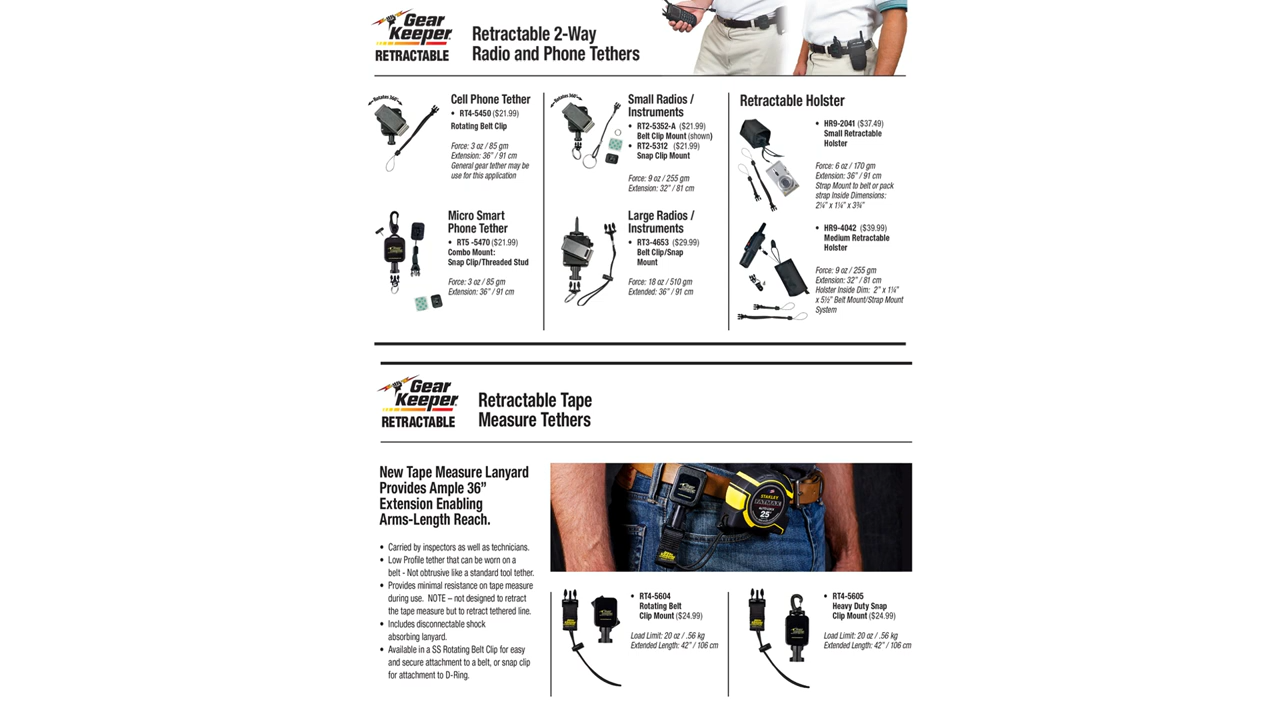 Gear
Keeper
RETRACTABLE
Retractable 2-Way
Radio and Phone Tethers
Rotates 360°
Cell Phone Tether
• RT4-5450 ($21.99)
Rotating Belt Clip
Force: 3 oz / 85 gm
Extension: 36” / 91 cm
General gear tether may be
use for this application
Micro Smart
Phone Tether
• RT5 -5470 ($21.99)
Combo Mount:
Snap Clip/Threaded Stud
Force: 3 oz / 85 gm
Extension: 36” / 91 cm
Rotates 360°
Small Radios /
Instruments
• RT2-5352-A ($21.99)
Belt Clip Mount (shown)
• RT2-5312 ($21.99)
Snap Clip Mount
Force: 9 oz / 255 gm
Extension: 32” / 81 cm
Large Radios /
Instruments
• RT3-4653 ($29.99)
Belt Clip/Snap
Mount
Force: 18 oz / 510 gm
Extended: 36” / 91 cm
Retractable Holster
• HR9-2041 ($37.49)
Small Retractable
Holster
Force: 6 oz / 170 gm
Extension: 36” / 91 cm
Strap Mount to belt or pack
strap Inside Dimensions:
• HR9-4042 ($39.99)
Medium Retractable
Holster
Force: 9 oz / 255 gm
Extension: 32” / 81 cm
Holster Inside Dim: 2” x 1¼”
x 5½” Belt Mount/Strap Mount
System
Gear
Keeper
RETRACTABLE
Retractable Tape
Measure Tethers
New Tape Measure Lanyard
Provides Ample 36”
Extension Enabling
Arms-Length Reach.
• Carried by inspectors as well as technicians.
• Low Profile tether that can be worn on a
belt - Not obtrusive like a standard tool tether.
• Provides minimal resistance on tape measure
during use. NOTE – not designed to retract
the tape measure but to retract tethered line.
• Includes disconnectable shock
absorbing lanyard.
• Available in a SS Rotating Belt Clip for easy
and secure attachment to a belt, or snap clip
for attachment to D-Ring.
Gear
Keeper
STANLEY
FATMAX
25'
• RT4-5604
Rotating Belt
Clip Mount ($24.99)
Load Limit: 20 oz / .56 kg
Extended Length: 42” / 106 cm
• RT4-5605
Heavy Duty Snap
Clip Mount ($24.99)
Load Limit: 20 oz / .56 kg
Extended Length: 42” / 106 cm